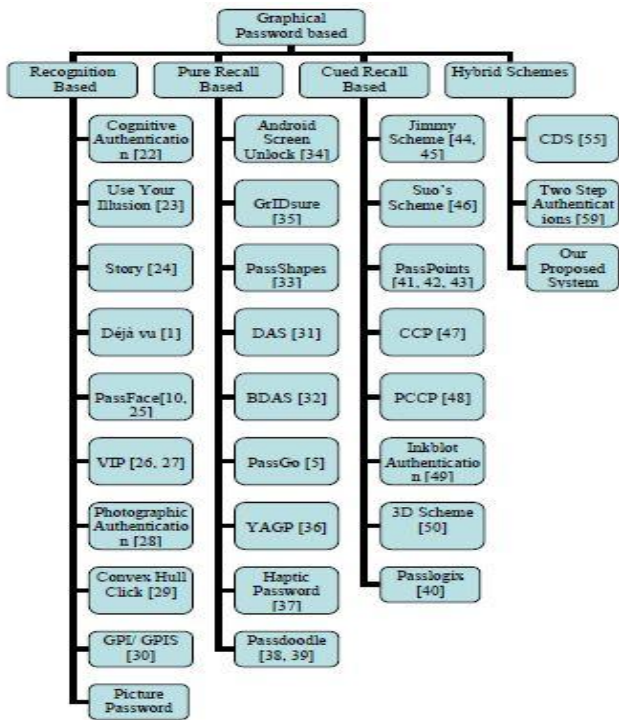 Graphical
Password based
Recognition
Based
Pure Recall
Based
Cued Recall
Based
Hybrid Schemes
Cognitive
Authenticatio
n [22]
Use Your
Illusion [23]
Story [24]
Déjà vu [1]
PassFace[10,
25]
VIP [26, 27]
Photographic
Authenticatio
n [28]
Convex Hull
Click [29]
GPI/ GPIS
[30]
Picture
Password
Android
Screen
Unlock [34]
GrIDsure
[35]
PassShapes
[33]
DAS [31]
BDAS [32]
PassGo [5]
YAGP [36]
Haptic
Password
[37]
Passdoodle
[38, 39]
Jimmy
Scheme [44,
45]
Suo's
Scheme [46]
PassPoints
[41, 42, 43]
CCP [47]
PCCP [48]
Inkblot
Authenticatio
n [49]
3D Scheme
[50]
Passlogix
[40]
CDS [55]
Two Step
Authenticat
ions [59]
Our
Proposed
System